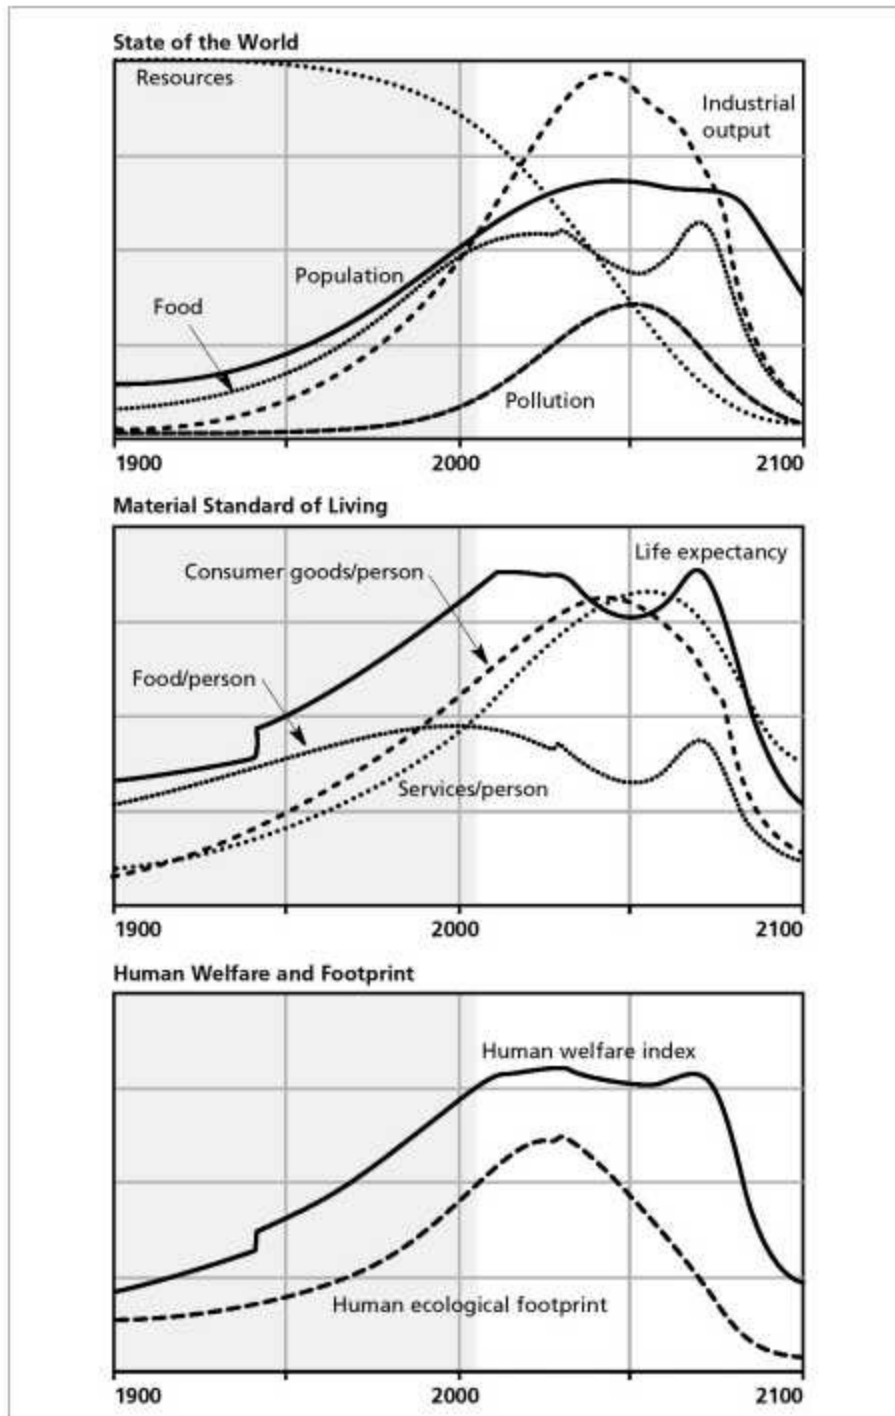 State of the World
Resources
Industrial
output
Population
Food
Pollution
1900 2000 2100
Material Standard of Living
Life expectancy
Consumer goods/person
Food/person
Services/person
1900 2000 2100
Human Welfare and Footprint
Human welfare index
Human ecological footprint
1900 2000 2100